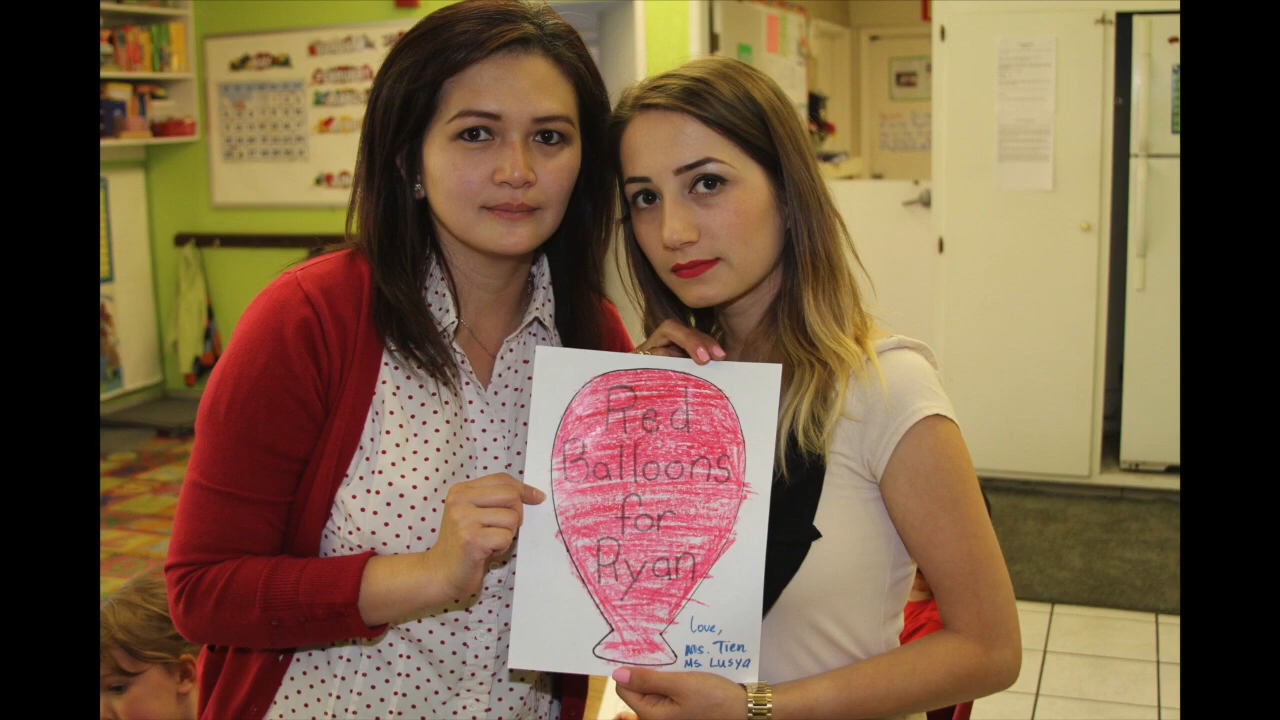 Red
Balloons
for
Ryan
Love,
Ms. Tien
Ms Lusya